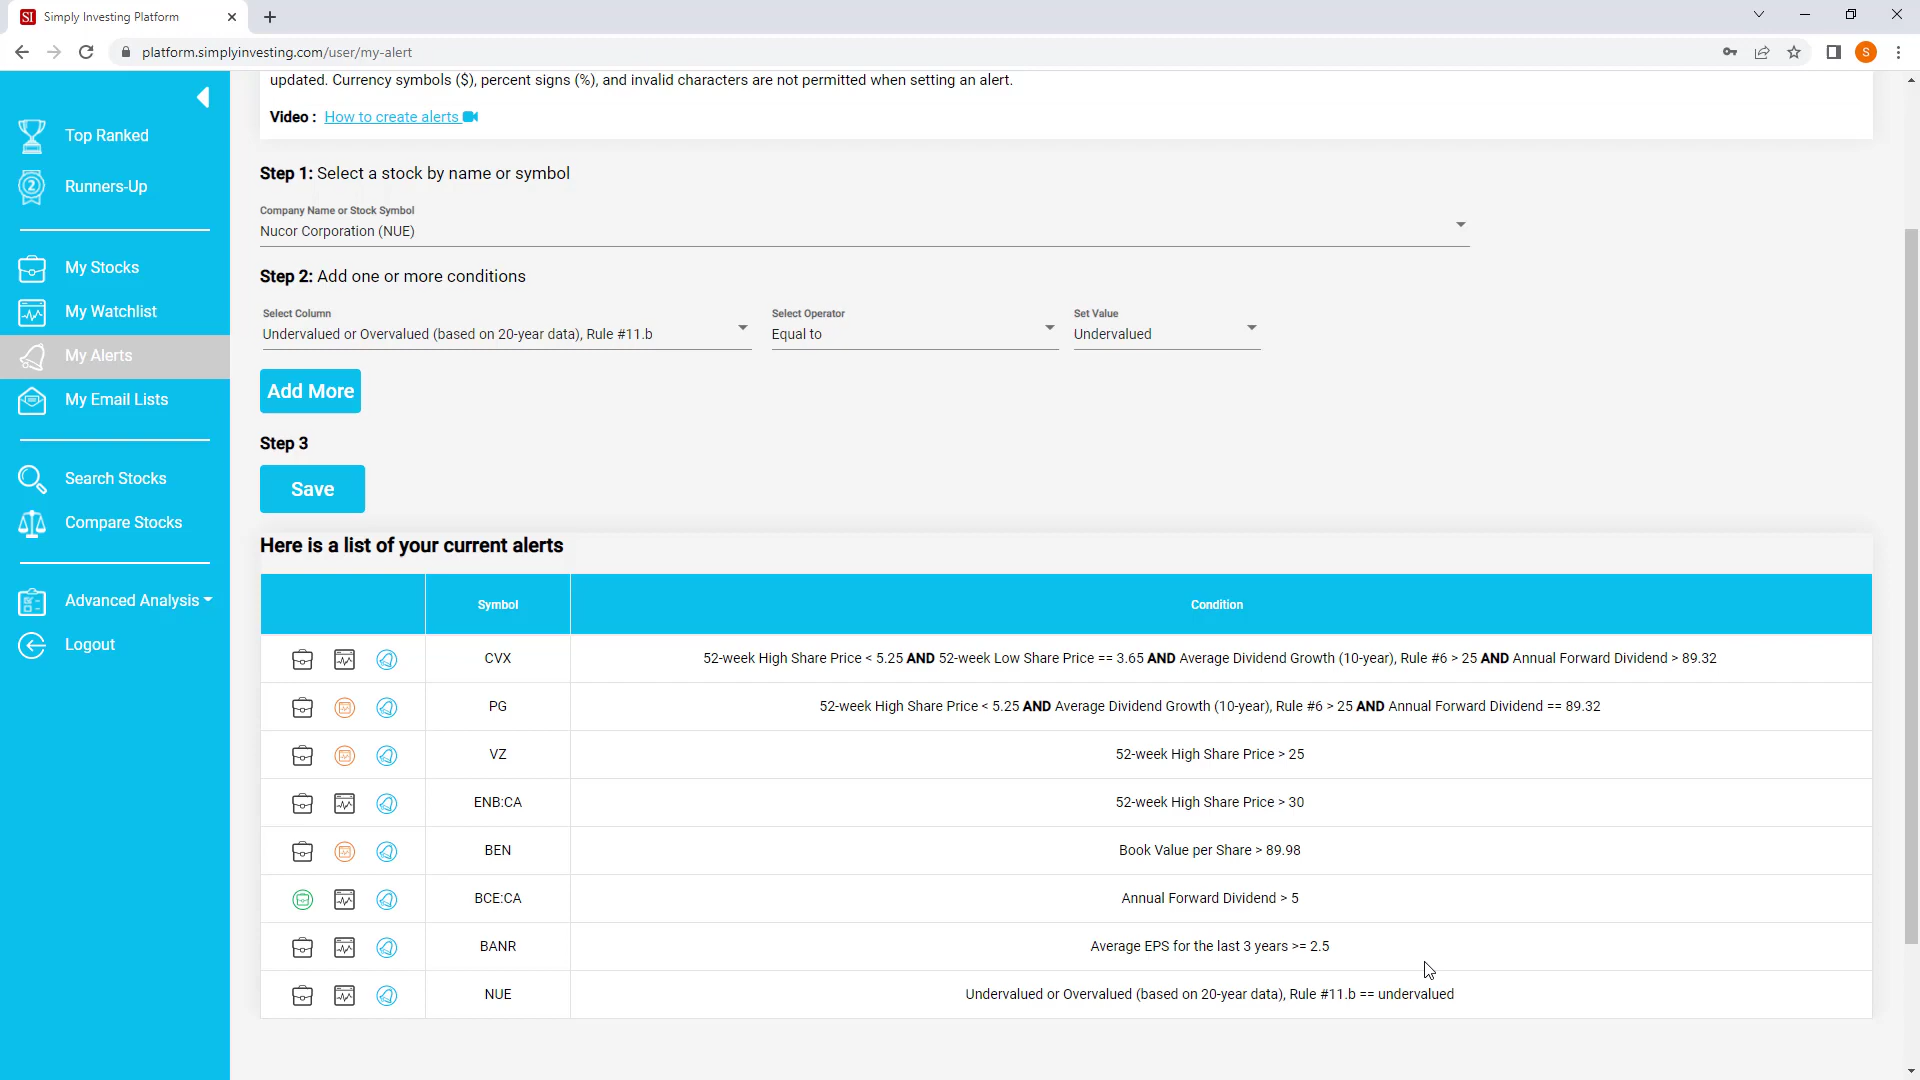 SI Simply Investing Platform
platform.simplyinvesting.com/user/my-alert
S
updated. Currency symbols ($), percent signs (%), and invalid characters are not permitted when setting an alert.
Video : How to create alerts
Top Ranked
2
Runners-Up
My Stocks
My Watchlist
My Alerts
My Email Lists
Search Stocks
Compare Stocks
Advanced Analysis
Logout
Step 1: Select a stock by name or symbol
Company Name or Stock Symbol
Nucor Corporation (NUE)
Step 2: Add one or more conditions
Select Column Select Operator Set Value
Undervalued or Overvalued (based on 20-year data), Rule #11.b Equal to Undervalued
Add More
Step 3
Save
Here is a list of your current alerts
Symbol Condition
CVX 52-week High Share Price < 5.25 AND 52-week Low Share Price == 3.65 AND Average Dividend Growth (10-year), Rule #6 > 25 AND Annual Forward Dividend > 89.32
PG 52-week High Share Price < 5.25 AND Average Dividend Growth (10-year), Rule #6 > 25 AND Annual Forward Dividend == 89.32
VZ 52-week High Share Price > 25
ENB:CA 52-week High Share Price > 30
BEN Book Value per Share > 89.98
BCE:CA Annual Forward Dividend > 5
BANR Average EPS for the last 3 years >= 2.5
NUE Undervalued or Overvalued (based on 20-year data), Rule #11.b == undervalued